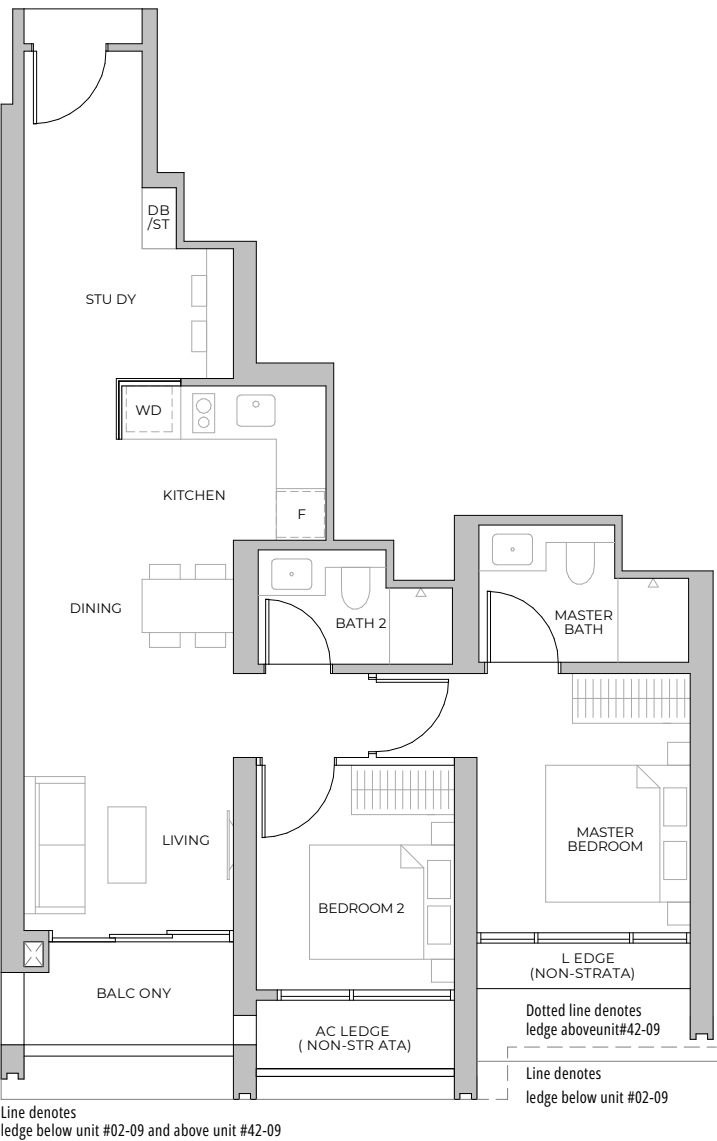 DB
/ST
STU DY
WD
KITCHEN
F
DINING
BATH 2
MASTER
BATH
LIVING
MASTER
BEDROOM
BEDROOM 2
L EDGE
(NON-STRATA)
BALC ONY
AC LEDGE
( NON-STR ATA)
Dotted line denotes
ledge aboveunit#42-09
Line denotes
ledge below unit #02-09
Line denotes
ledge below unit #02-09 and above unit #42-09